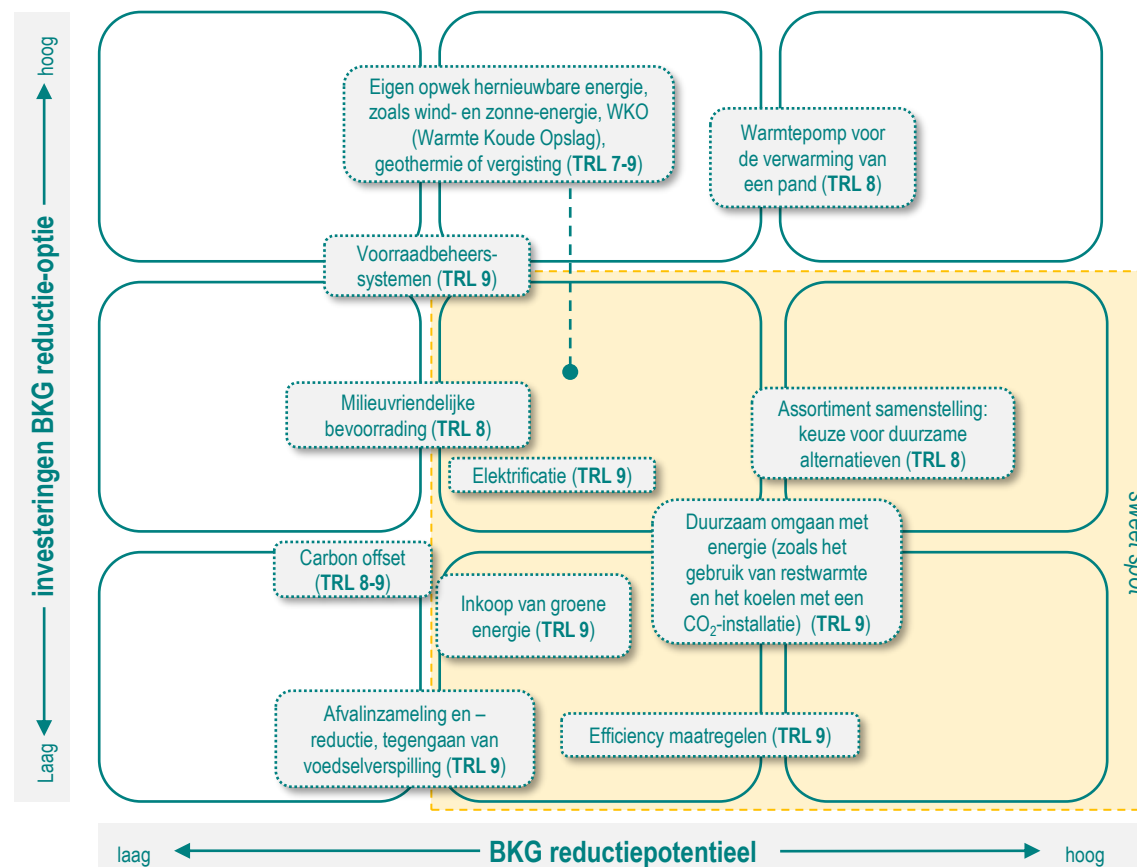 hoog
investeringen BKG reductie-optie
Laag
Eigen opwek hernieuwbare energie,
zoals wind- en zonne-energie, WKO
(Warmte Koude Opslag),
geothermie of vergisting (TRL 7-9)
Warmtepomp voor
de verwarming van
een pand (TRL 8)
Voorraadbeheers-
systemen (TRL 9)
Milieuvriendelijke
bevoorrading (TRL 8)
Assortiment samenstelling:
keuze voor duurzame
alternatieven (TRL 8)
Elektrificatie (TRL 9)
sweet spot
Duurzaam omgaan met
energie (zoals het
gebruik van restwarmte
en het koelen met een
CO₂-installatie) (TRL 9)
Carbon offset
(TRL 8-9)
Inkoop van groene
energie (TRL 9)
Afvalinzameling en –
reductie, tegengaan van
voedselverspilling (TRL 9)
Efficiency maatregelen (TRL 9)
laag
BKG reductiepotentieel
hoog